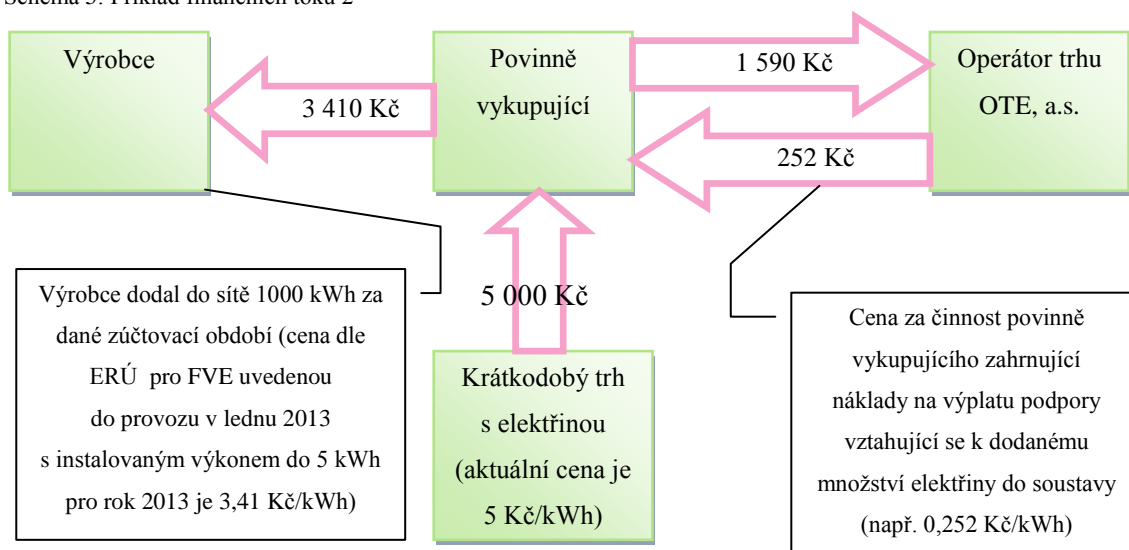 Schéma 3: Příklad finančních toků 2
Výrobce
3 410 Kč
Povinně
vykupující
1 590 Kč
252 Kč
Operátor trhu
OTE, a.s.
5 000 Kč
Výrobce dodal do sítě 1000 kWh za
dané zúčtovací období (cena dle
ERÚ pro FVE uvedenou
do provozu v lednu 2013
s instalovaným výkonem do 5 kWh
pro rok 2013 je 3,41 Kč/kWh)
Krátkodobý trh
s elektřinou
(aktuální cena je
5 Kč/kWh)
Cena za činnost povinně
vykupujícího zahrnující
náklady na výplatu podpory
vztahující se k dodanému
množství elektřiny do soustavy
(např. 0,252 Kč/kWh)